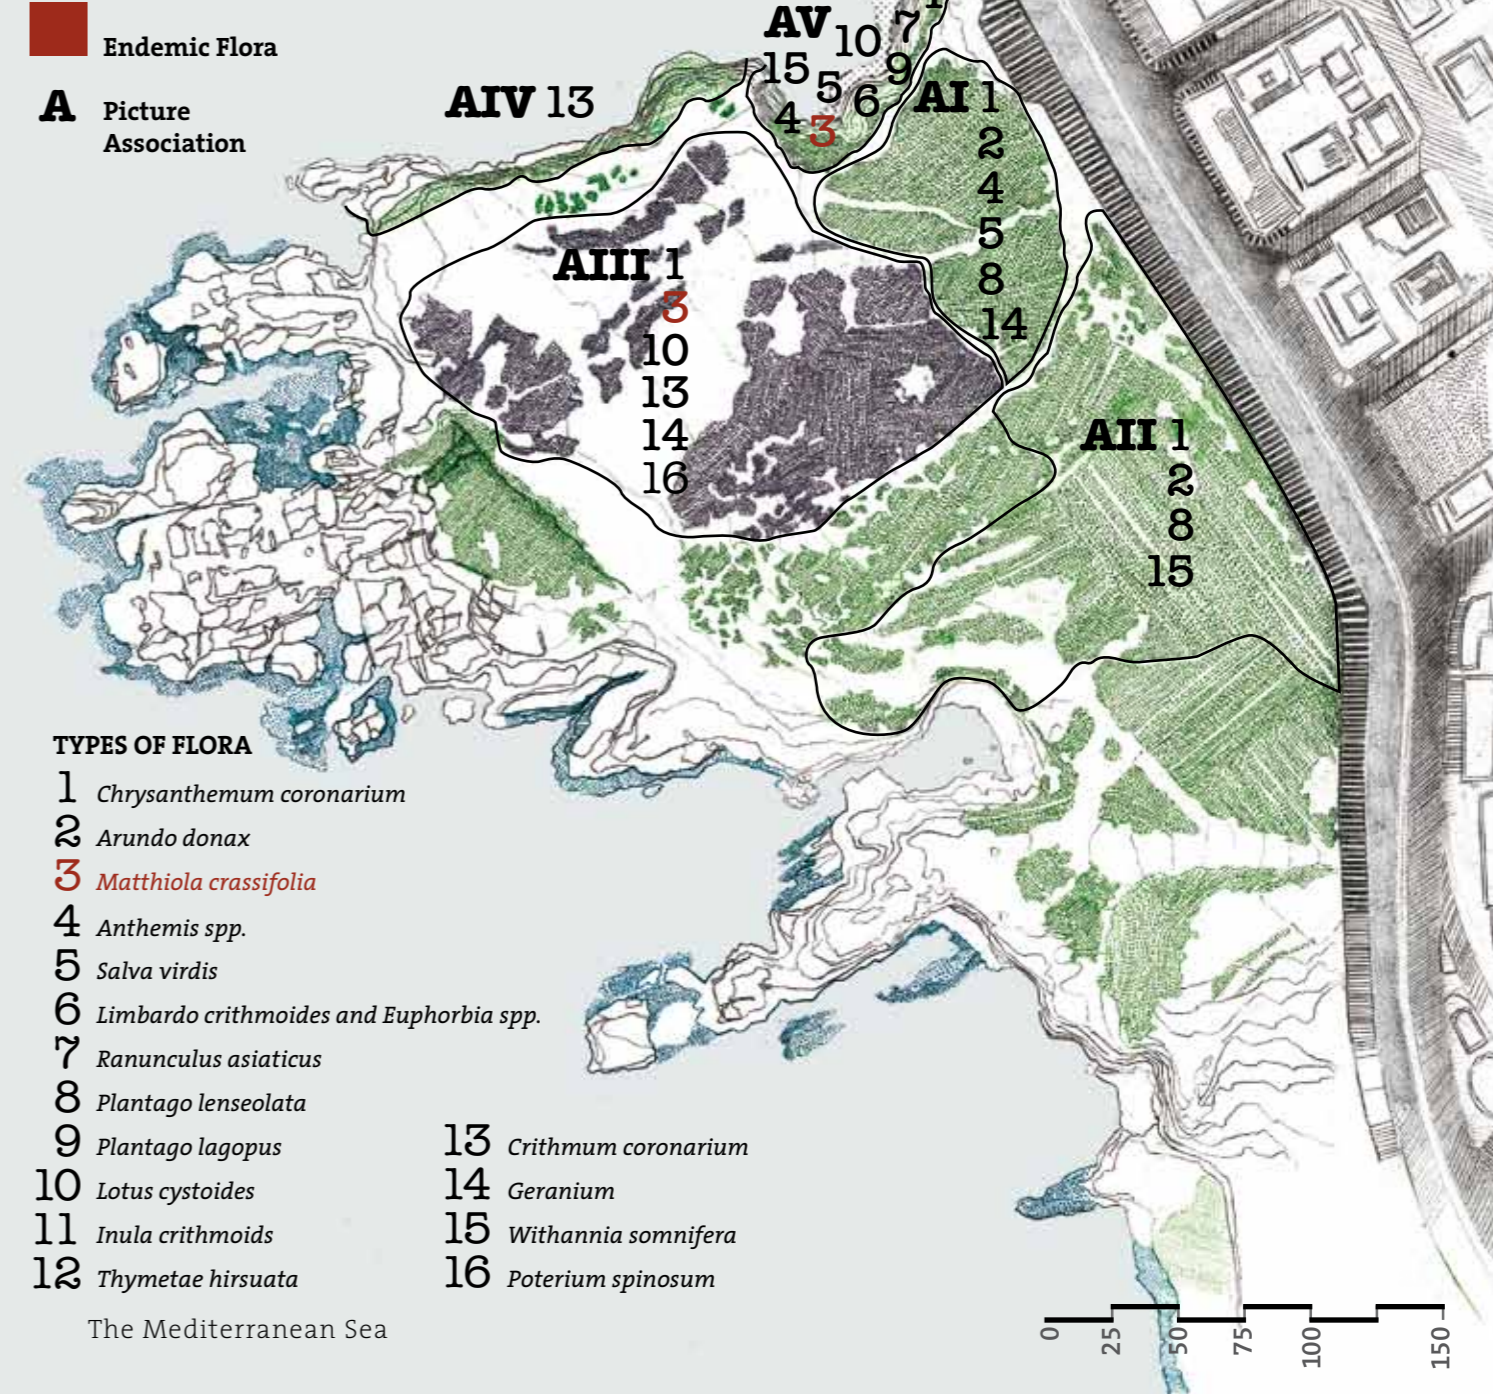 Endemic Flora
A Picture
Association
AIV 13
AV
10
7
1
15
5
9
4
6
3
AI 1
2
4
5
8
14
AIII 1
3
10
13
14
16
AII 1
2
8
15
TYPES OF FLORA
1 Chrysanthemum coronarium
2 Arundo donax
3 Matthiola crassifolia
4 Anthemis spp.
5 Salva virdis
6 Limbardo crithmoides and Euphorbia spp.
7 Ranunculus asiaticus
8 Plantago lenseolata
9 Plantago lagopus
10 Lotus cystoides
11 Inula crithmoids
12 Thymetae hirsuata
13 Crithmum coronarium
14 Geranium
15 Withannia somnifera
16 Poterium spinosum
The Mediterranean Sea
0 25 50 75 100 150